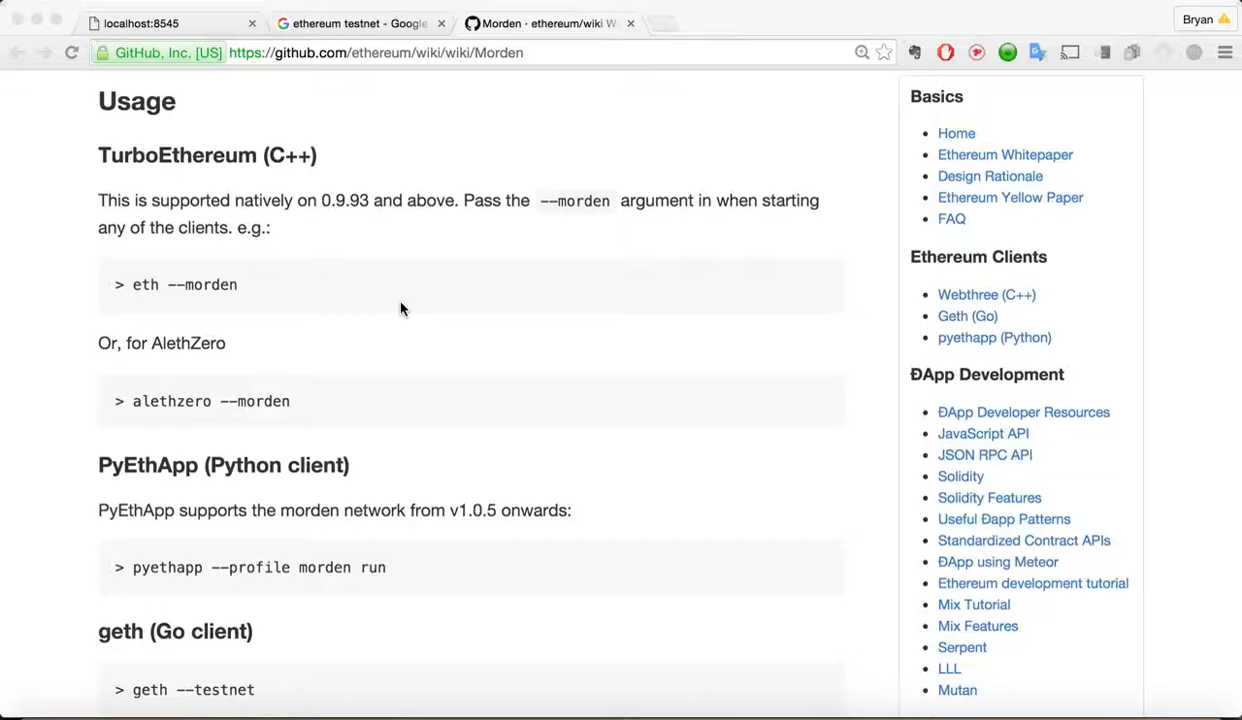 localhost:8545
ethereum testnet - Google
Morden · ethereum/wiki W
Bryan
GitHub, Inc. [US]
https://github.com/ethereum/wiki/wiki/Morden
Usage
TurboEthereum (C++)
This is supported natively on 0.9.93 and above. Pass the --morden argument in when starting
any of the clients. e.g.:
> eth --morden
Or, for AlethZero
> alethzero --morden
PyEthApp (Python client)
PyEthApp supports the morden network from v1.0.5 onwards:
> pyethapp --profile morden run
geth (Go client)
> geth --testnet
Basics
Home
Ethereum Whitepaper
Design Rationale
Ethereum Yellow Paper
FAQ
Ethereum Clients
Webthree (C++)
Geth (Go)
pyethapp (Python)
ÐApp Development
ÐApp Developer Resources
JavaScript API
JSON RPC API
Solidity
Solidity Features
Useful Ðapp Patterns
Standardized Contract APIs
ÐApp using Meteor
Ethereum development tutorial
Mix Tutorial
Mix Features
Serpent
LLL
Mutan